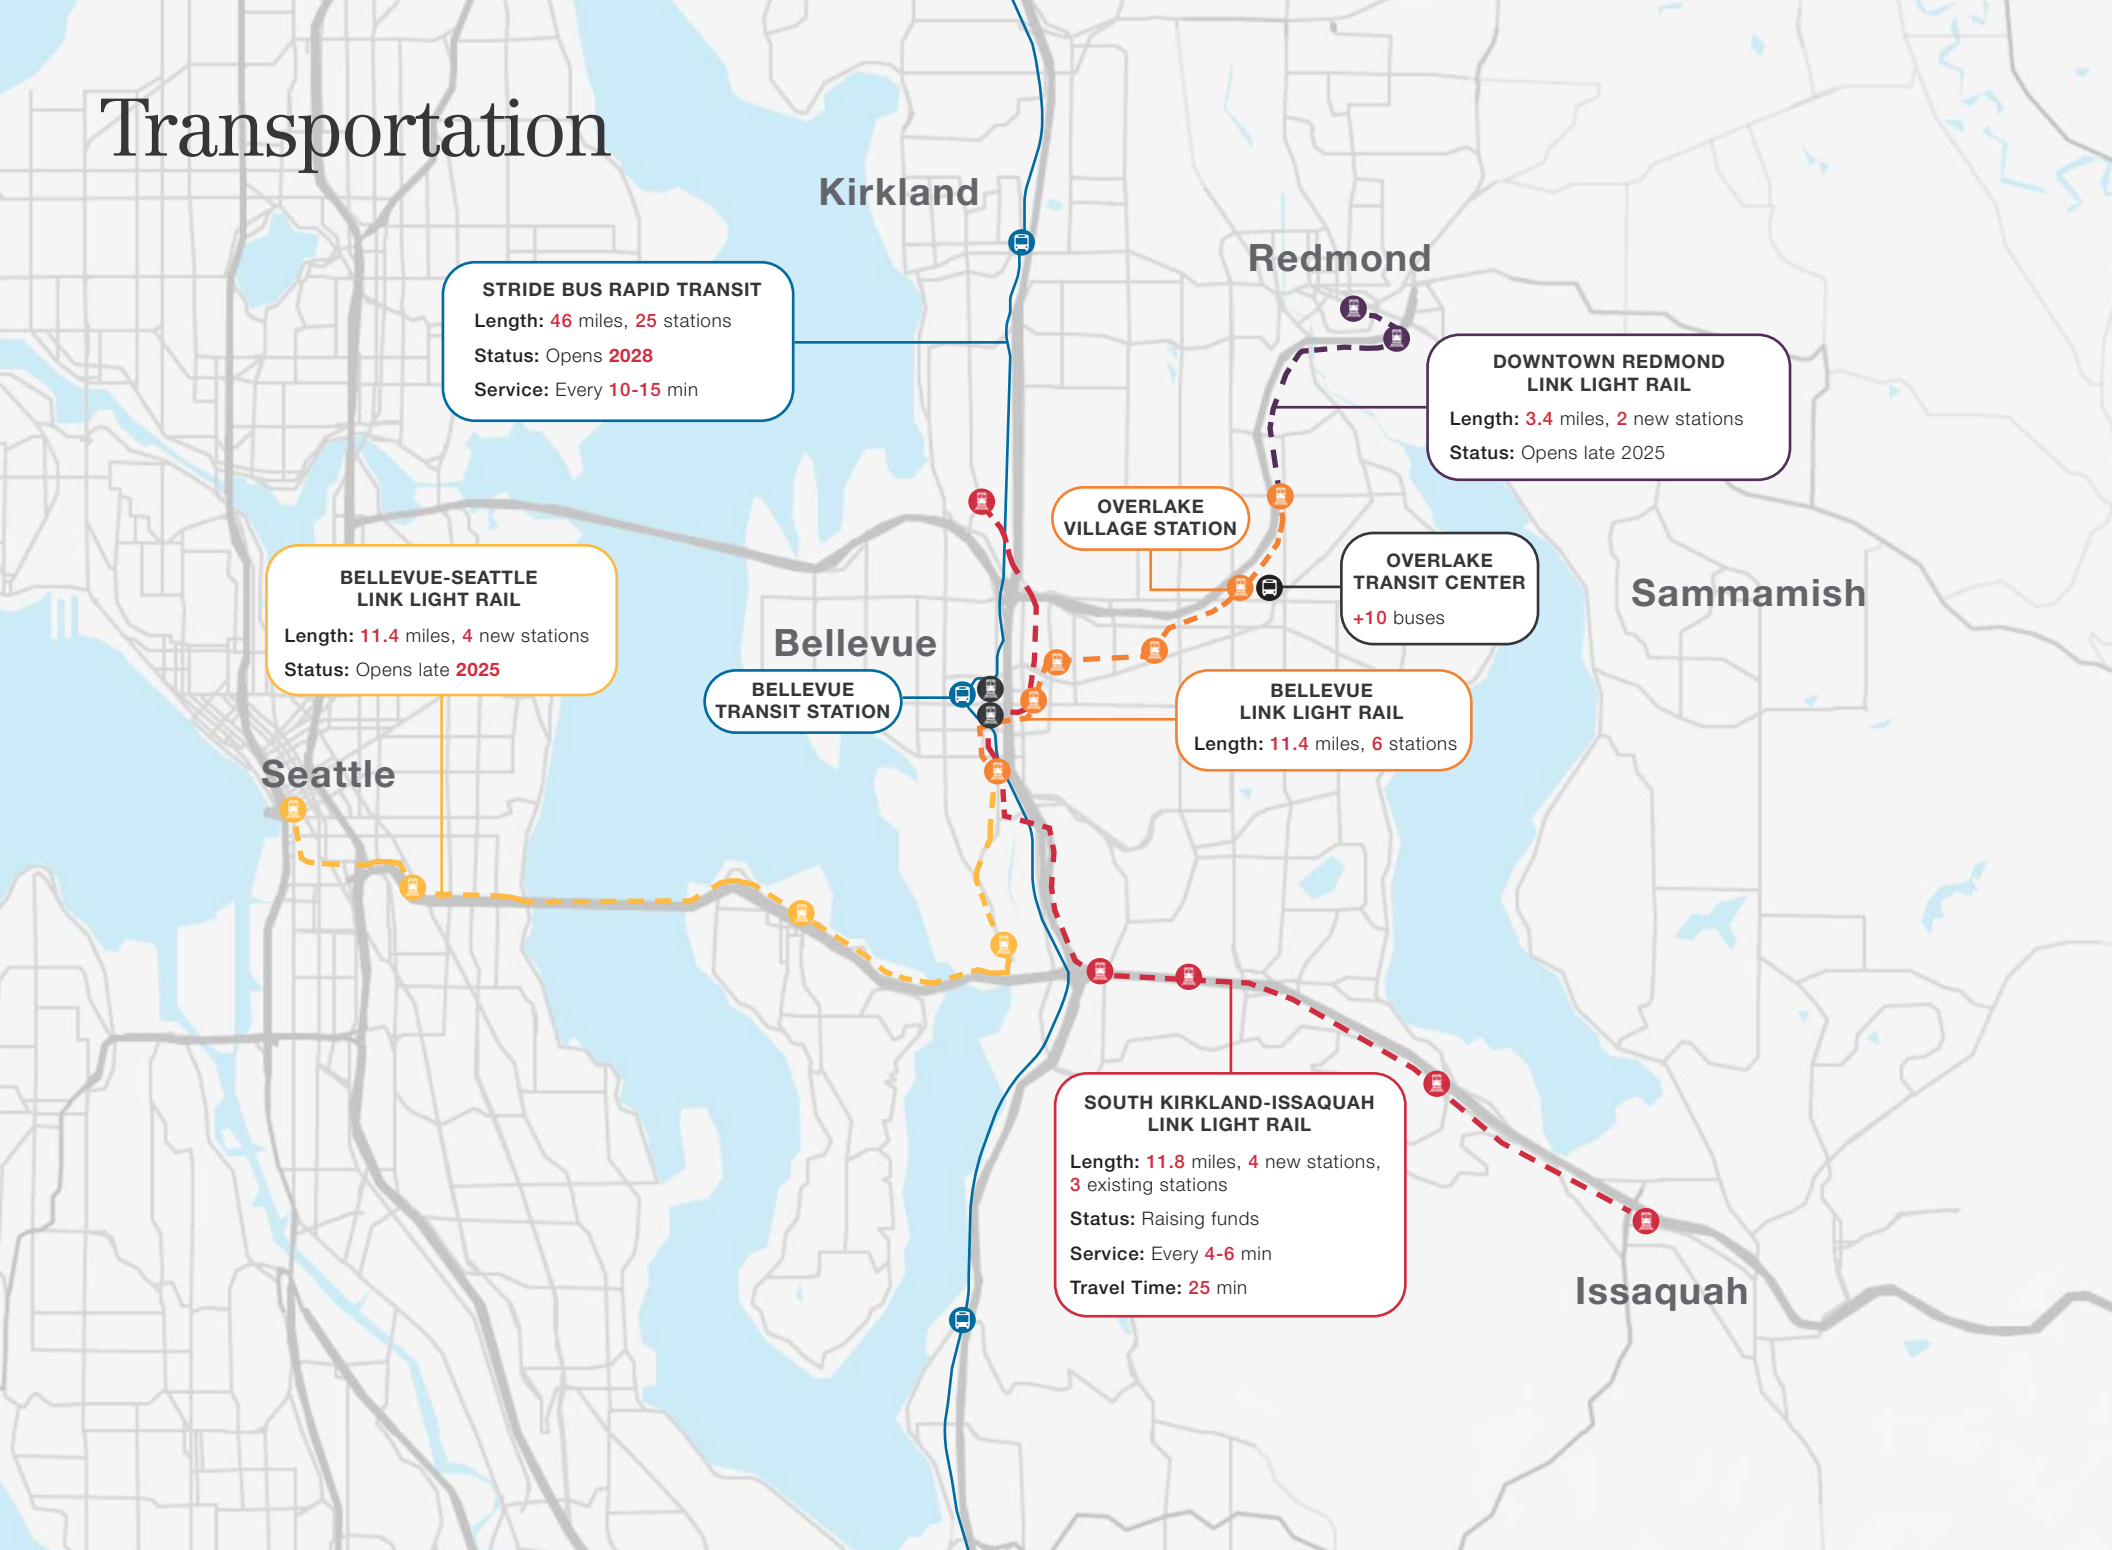 Transportation
Kirkland
Redmond
STRIDE BUS RAPID TRANSIT
Length: 46 miles, 25 stations
Status: Opens 2028
Service: Every 10-15 min
DOWNTOWN REDMOND
LINK LIGHT RAIL
Length: 3.4 miles, 2 new stations
Status: Opens late 2025
OVERLAKE
VILLAGE STATION
OVERLAKE
TRANSIT CENTER
+10 buses
Sammamish
BELLEVUE-SEATTLE
LINK LIGHT RAIL
Length: 11.4 miles, 4 new stations
Status: Opens late 2025
Bellevue
BELLEVUE
TRANSIT STATION
BELLEVUE
LINK LIGHT RAIL
Length: 11.4 miles, 6 stations
Seattle
SOUTH KIRKLAND-ISSAQUAH
LINK LIGHT RAIL
Length: 11.8 miles, 4 new stations,
3 existing stations
Status: Raising funds
Service: Every 4-6 min
Travel Time: 25 min
Issaquah